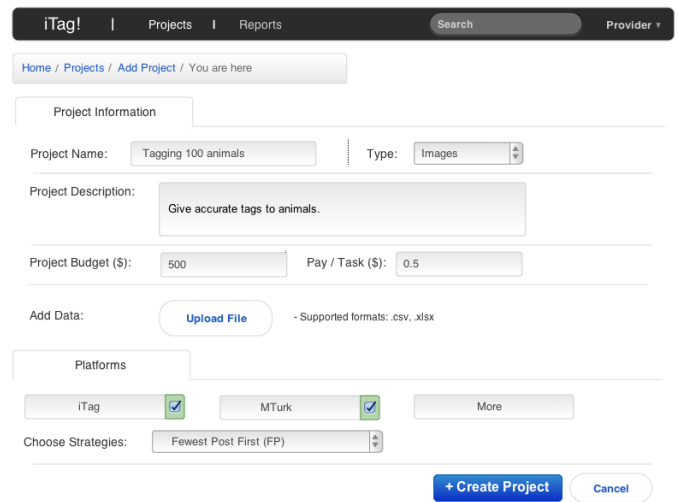 iTag! | Projects | Reports Search Provider ▾
Home / Projects / Add Project / You are here
Project Information
Project Name: Tagging 100 animals Type: Images
Project Description:
Give accurate tags to animals.
Project Budget ($): 500 Pay / Task ($): 0.5
Add Data: Upload File - Supported formats: .csv, .xlsx
Platforms
iTag MTurk More
Choose Strategies: Fewest Post First (FP)
+ Create Project Cancel